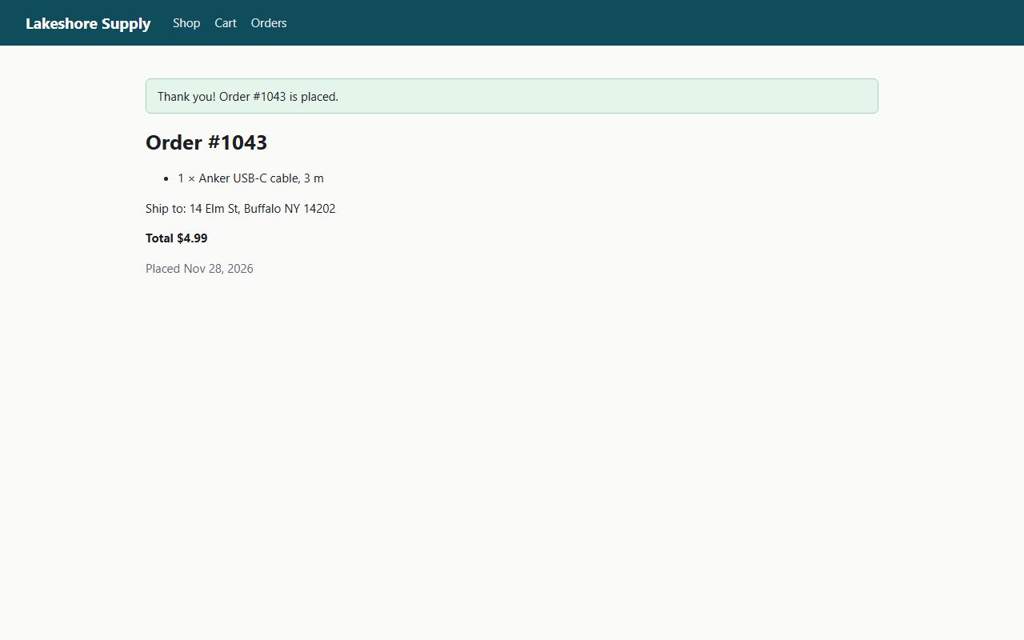 Lakeshore Supply Shop Cart Orders
Thank you! Order #1043 is placed.
Order #1043
• 1 × Anker USB-C cable, 3 m
Ship to: 14 Elm St, Buffalo NY 14202
Total $4.99
Placed Nov 28, 2026